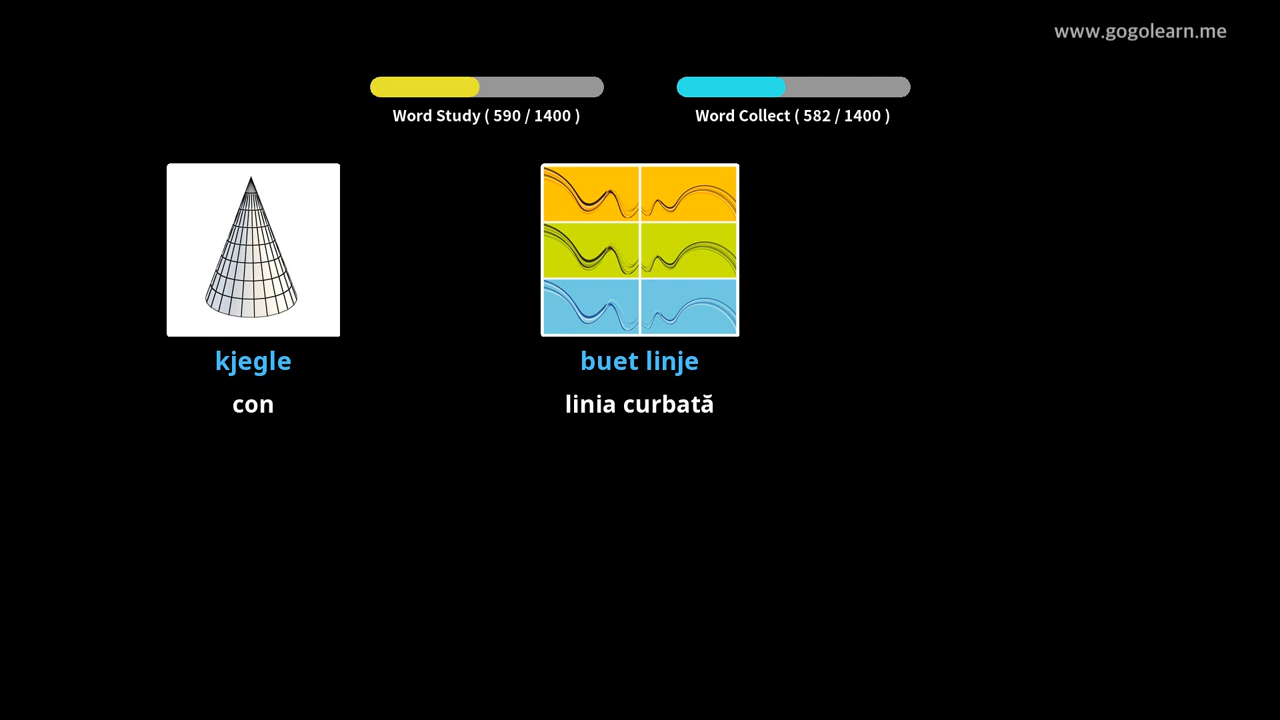 www.gogolearn.me
Word Study ( 590 / 1400 )
Word Collect ( 582 / 1400 )
kjegle
con
buet linje
linia curbată